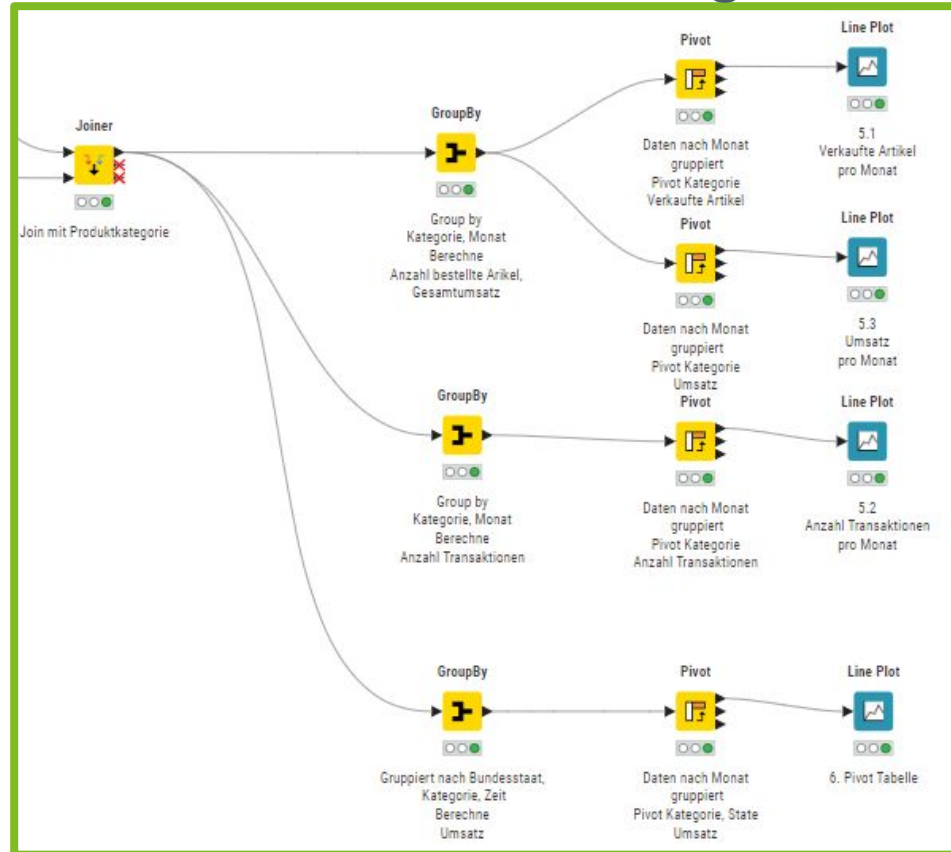 Line Plot
Pivot
5.1
Verkaufte Artikel
pro Monat
GroupBy
Joiner
Daten nach Monat
gruppiert
Pivot Kategorie
Verkaufte Artikel
Group by
Kategorie, Monat
Berechne
Anzahl bestellte Arikel,
Gesamtumsatz
Join mit Produktkategorie
Pivot
Line Plot
Daten nach Monat
gruppiert
Pivot Kategorie
Umsatz
5.3
Umsatz
pro Monat
GroupBy
Pivot
Line Plot
Group by
Kategorie, Monat
Berechne
Anzahl Transaktionen
Daten nach Monat
gruppiert
Pivot Kategorie
Anzahl Transaktionen
5.2
Anzahl Transaktionen
pro Monat
GroupBy
Pivot
Line Plot
Gruppiert nach Bundesstaat,
Kategorie, Zeit
Berechne
Umsatz
Daten nach Monat
gruppiert
Pivot Kategorie, State
Umsatz
6. Pivot Tabelle